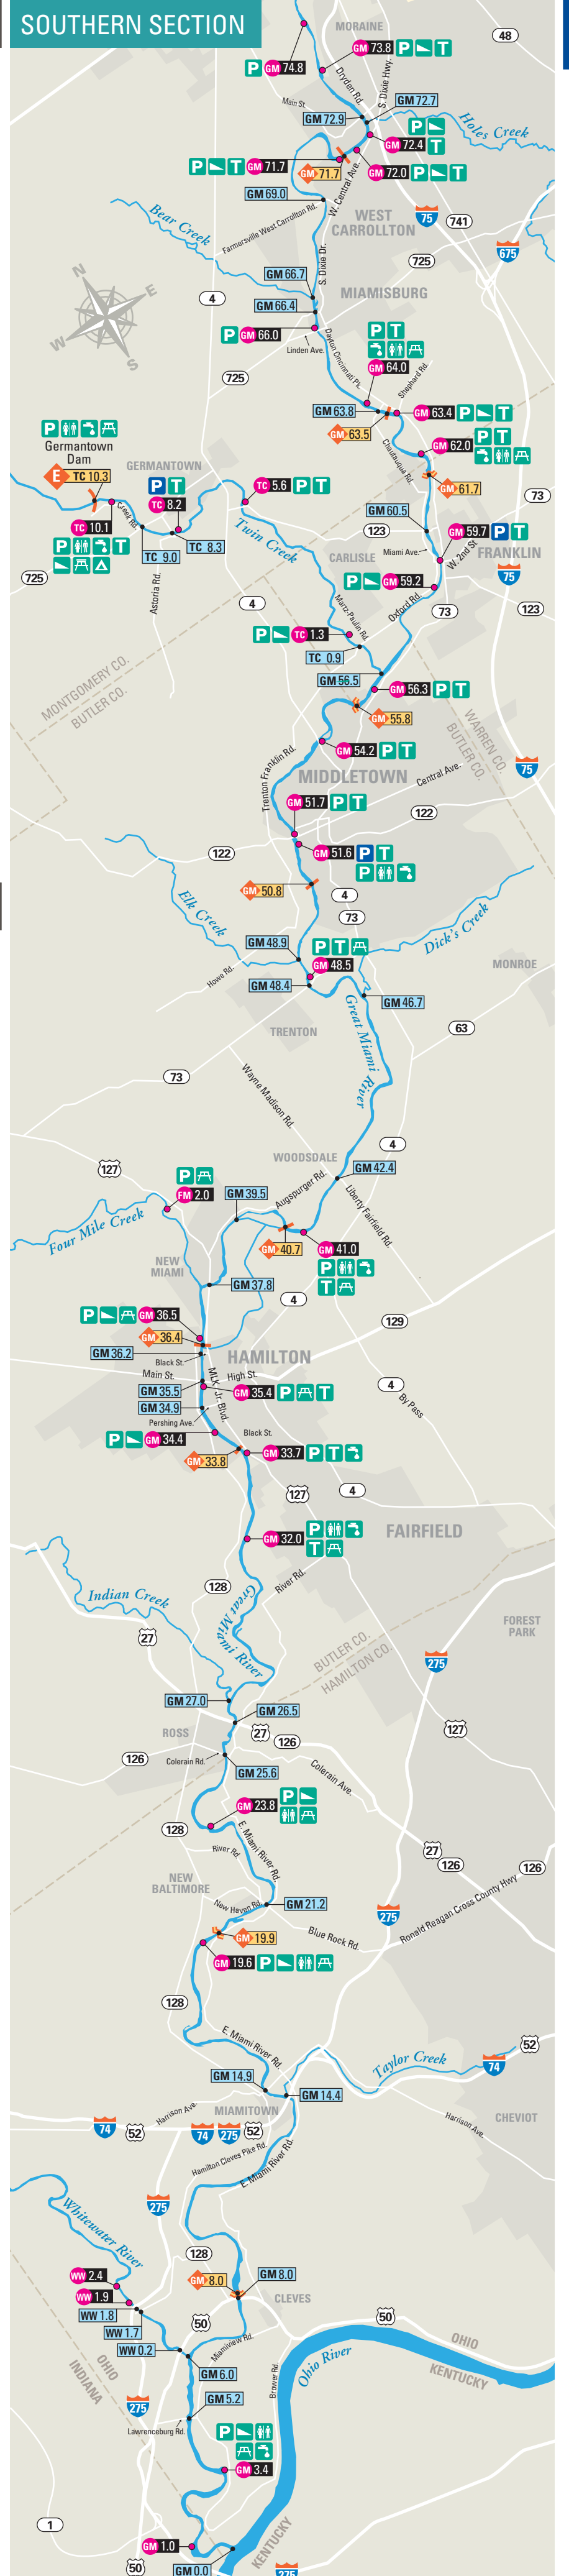 SOUTHERN SECTION
MORAINE
48
GM 73.8 P T
P GM 74.8
Dryden Rd.
S. Dixie Hwy.
Main St.
GM 72.7
GM 72.9
Holes Creek
P
GM 72.4 T
P T GM 71.7
GM 71.7
GM 72.0 P T
W. Central Ave.
GM 69.0
Bear Creek
Farmersville West Carrollton Rd.
WEST
CARROLLTON
75
741
675
S. Dixie Dr.
725
N
E
W
S
GM 66.7
4
MIAMISBURG
GM 66.4
P GM 66.0
Linden Ave.
Dayton Cincinnati Pk.
P T
GM 64.0
725
Shephard Rd.
GM 63.8
GM 63.4 P T
GM 63.5
P
Germantown
Dam
E TC 10.3
GERMANTOWN
P T
TC 8.2
TC 5.6 P T
GM 62.0 P T
Chautauqua Rd.
GM 61.7
73
TC 10.1
P T
Creek Rd.
TC 9.0
TC 8.3
Twin Creek
GM 60.5
123
Miami Ave.
GM 59.7 P T
W. 2nd St
FRANKLIN
CARLISLE
75
725
Astoria Rd.
P GM 59.2
4
Martz-Paulin Rd.
Oxford Rd.
73
123
P TC 1.3
TC 0.9
GM 56.5
MONTGOMERY CO.
BUTLER CO.
GM 56.3 P T
GM 55.8
WARREN CO.
BUTLER CO.
GM 54.2 P T
Trenton Franklin Rd.
MIDDLETOWN
Central Ave.
75
GM 51.7 P T
122
122
GM 51.6 P T
P
GM 50.8
4
73
Elk Creek
Dick's Creek
GM 48.9
P T
GM 48.5
MONROE
Howe Rd.
GM 48.4
GM 46.7
TRENTON
Great Miami River
63
73
Wayne Madison Rd.
4
WOODSDALE
127
GM 42.4
P
FM 2.0
GM 39.5
Augspurger Rd.
Liberty Fairfield Rd.
Four Mile Creek
GM 40.7
GM 41.0
P
T
NEW
MIAMI
GM 37.8
4
P GM 36.5
129
GM 36.4
GM 36.2
Black St.
HAMILTON
Main St.
High St.
MLK Jr. Blvd.
GM 35.5
GM 35.4 P T
4
By Pass
GM 34.9
Pershing Ave.
P GM 34.4
Black St.
GM 33.8
GM 33.7 P T
127
4
GM 32.0 P
T
FAIRFIELD
128
River Rd.
Indian Creek
Great Miami River
27
FOREST
PARK
BUTLER CO.
HAMILTON CO.
275
GM 27.0
GM 26.5
ROSS
27
126
127
126
Colerain Rd.
GM 25.6
Colerain Ave.
GM 23.8 P
128
E. Miami River Rd.
River Rd.
27
126
126
NEW
BALTIMORE
New Haven Rd.
GM 21.2
Ronald Reagan Cross County Hwy
275
GM 19.9
Blue Rock Rd.
GM 19.6 P
128
E. Miami River Rd.
52
Taylor Creek
74
GM 14.9
GM 14.4
MIAMITOWN
CHEVIOT
Harrison Ave.
Harrison Ave.
74
52
74
275
52
Hamilton Cleves Pike Rd.
E. Miami River Rd.
275
Whitewater River
128
WW 2.4
GM 8.0
GM 8.0
WW 1.9
CLEVES
WW 1.8
50
50
WW 1.7
Miamiview Rd.
OHIO
KENTUCKY
WW 0.2
Ohio River
OHIO
INDIANA
GM 6.0
Brower Rd.
275
GM 5.2
Lawrenceburg Rd.
P
GM 3.4
1
GM 1.0
KENTUCKY
50
GM 0.0
275